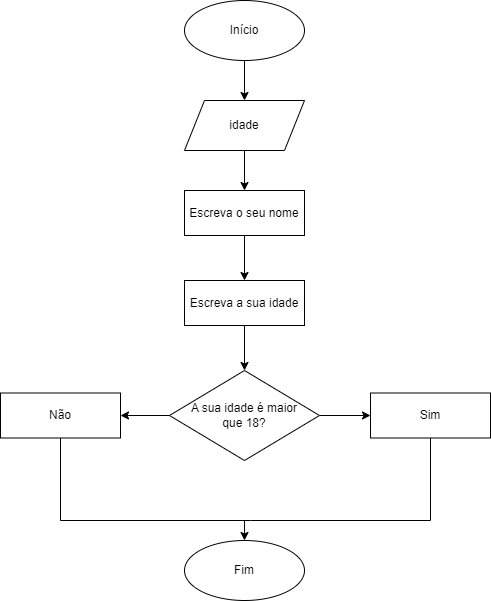 Início
idade
Escreva o seu nome
Escreva a sua idade
A sua idade é maior
que 18?
Não
Sim
Fim